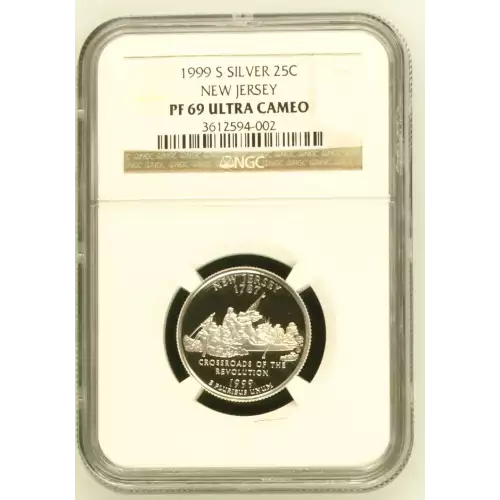 1999 S SILVER 25C
NEW JERSEY
PF 69 ULTRA CAMEO
3612594-002
NGC
NEW JERSEY
1787
CROSSROADS OF THE
REVOLUTION
1999
E PLURIBUS UNUM